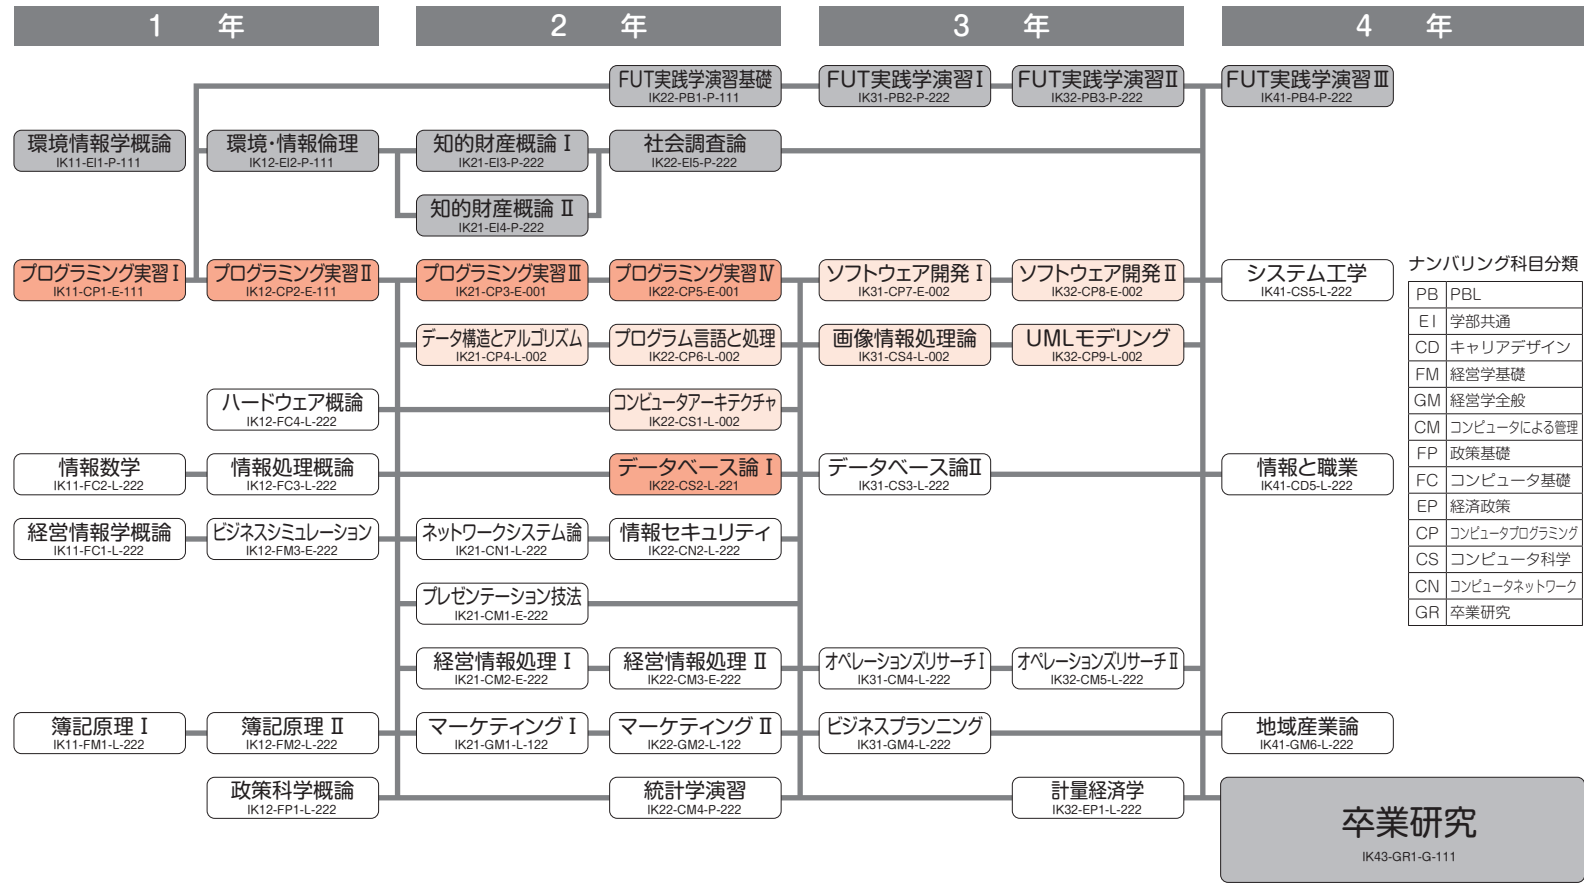 1 年
2 年
3 年
4 年
FUT実践学演習基礎
IK22-PB1-P-111
FUT実践学演習Ⅰ
IK31-PB2-P-222
FUT実践学演習Ⅱ
IK32-PB3-P-222
FUT実践学演習Ⅲ
IK41-PB4-P-222
環境情報学概論
IK11-EI1-P-111
環境・情報倫理
IK12-EI2-P-111
知的財産概論 Ⅰ
IK21-EI3-P-222
社会調査論
IK22-EI5-P-222
知的財産概論 Ⅱ
IK21-EI4-P-222
プログラミング実習Ⅰ
IK11-CP1-E-111
プログラミング実習Ⅱ
IK12-CP2-E-111
プログラミング実習Ⅲ
IK21-CP3-E-001
プログラミング実習Ⅳ
IK22-CP5-E-001
ソフトウェア開発 Ⅰ
IK31-CP7-E-002
ソフトウェア開発 Ⅱ
IK32-CP8-E-002
システム工学
IK41-CS5-L-222
データ構造とアルゴリズム
IK21-CP4-L-002
プログラム言語と処理
IK22-CP6-L-002
画像情報処理論
IK31-CS4-L-002
UMLモデリング
IK32-CP9-L-002
ハードウェア概論
IK12-FC4-L-222
コンピュータアーキテクチャ
IK22-CS1-L-002
情報数学
IK11-FC2-L-222
情報処理概論
IK12-FC3-L-222
データベース論 Ⅰ
IK22-CS2-L-221
データベース論Ⅱ
IK31-CS3-L-222
情報と職業
IK41-CD5-L-222
経営情報学概論
IK11-FC1-L-222
ビジネスシミュレーション
IK12-FM3-E-222
ネットワークシステム論
IK21-CN1-L-222
情報セキュリティ
IK22-CN2-L-222
プレゼンテーション技法
IK21-CM1-E-222
経営情報処理 Ⅰ
IK21-CM2-E-222
経営情報処理 Ⅱ
IK22-CM3-E-222
オペレーションズリサーチⅠ
IK31-CM4-L-222
オペレーションズリサーチⅡ
IK32-CM5-L-222
簿記原理 Ⅰ
IK11-FM1-L-222
簿記原理 Ⅱ
IK12-FM2-L-222
マーケティング Ⅰ
IK21-GM1-L-122
マーケティング Ⅱ
IK22-GM2-L-122
ビジネスプランニング
IK31-GM4-L-222
地域産業論
IK41-GM6-L-222
政策科学概論
IK12-FP1-L-222
統計学演習
IK22-CM4-P-222
計量経済学
IK32-EP1-L-222
卒業研究
IK43-GR1-G-111
ナンバリング科目分類
PB PBL
EI 学部共通
CD キャリアデザイン
FM 経営学基礎
GM 経営学全般
CM コンピュータによる管理
FP 政策基礎
FC コンピュータ基礎
EP 経済政策
CP コンピュータプログラミング
CS コンピュータ科学
CN コンピュータネットワーク
GR 卒業研究